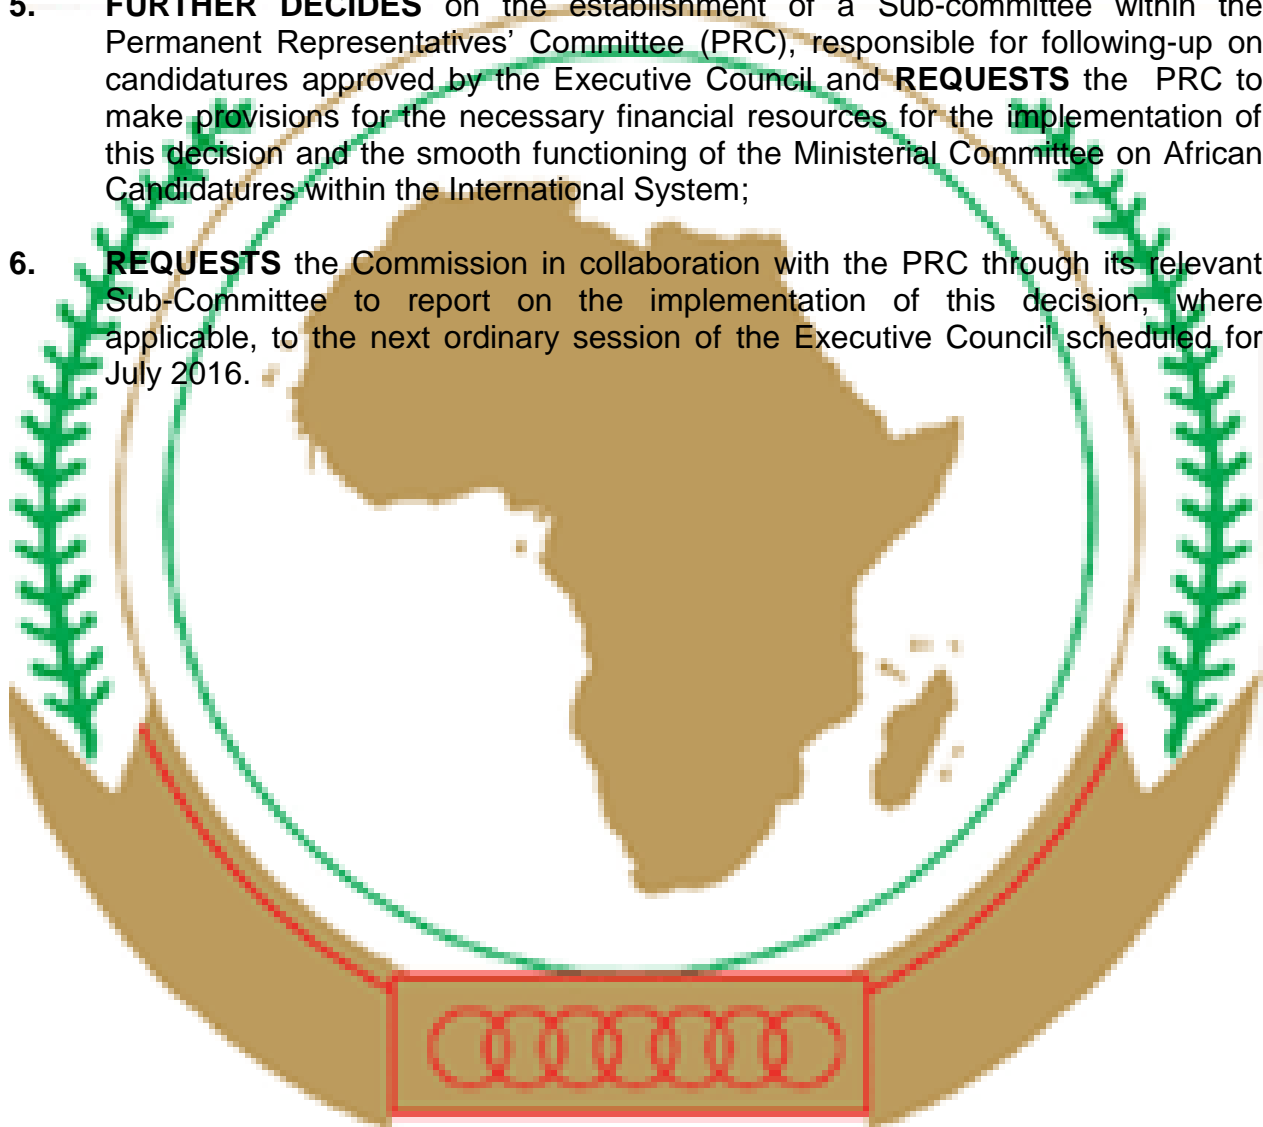 5. FURTHER DECIDES on the establishment of a Sub-committee within the
Permanent Representatives’ Committee (PRC), responsible for following-up on
candidatures approved by the Executive Council and REQUESTS the PRC to
make provisions for the necessary financial resources for the implementation of
this decision and the smooth functioning of the Ministerial Committee on African
Candidatures within the International System;
6. REQUESTS the Commission in collaboration with the PRC through its relevant
Sub-Committee to report on the implementation of this decision, where
applicable, to the next ordinary session of the Executive Council scheduled for
July 2016.